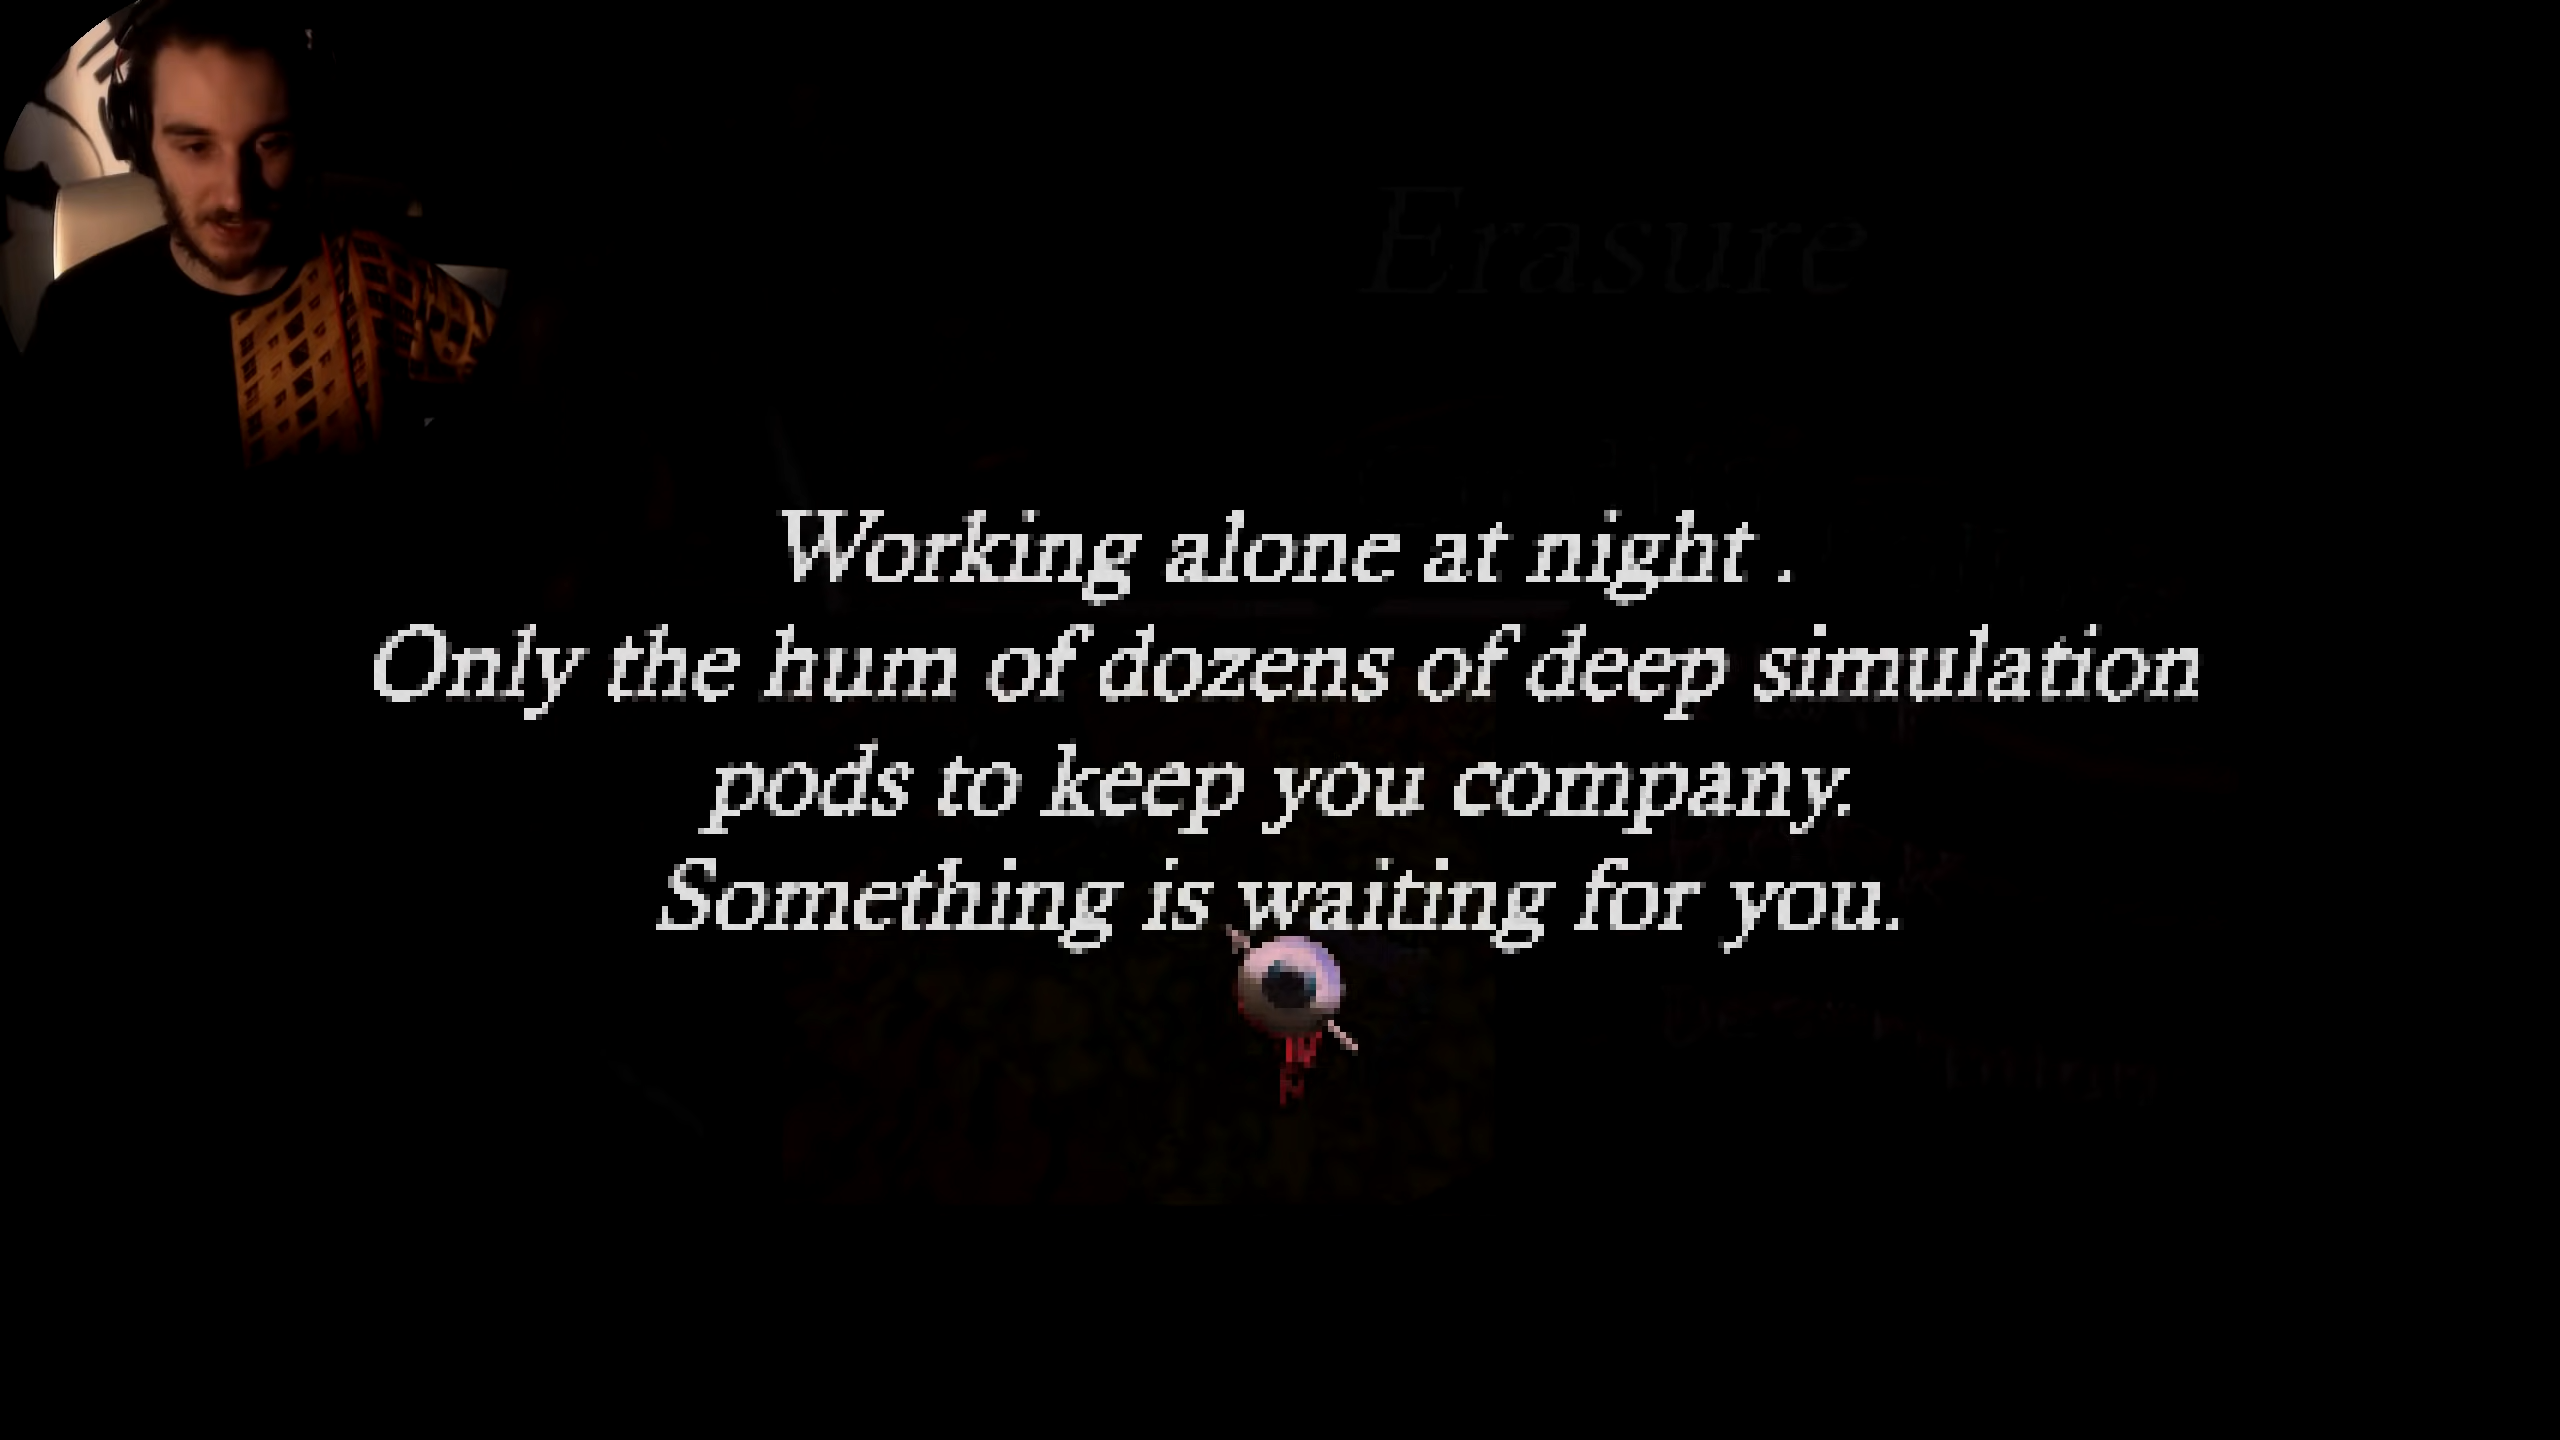 Erasure
Working alone at night .
Only the hum of dozens of deep simulation
pods to keep you company.
Something is waiting for you.